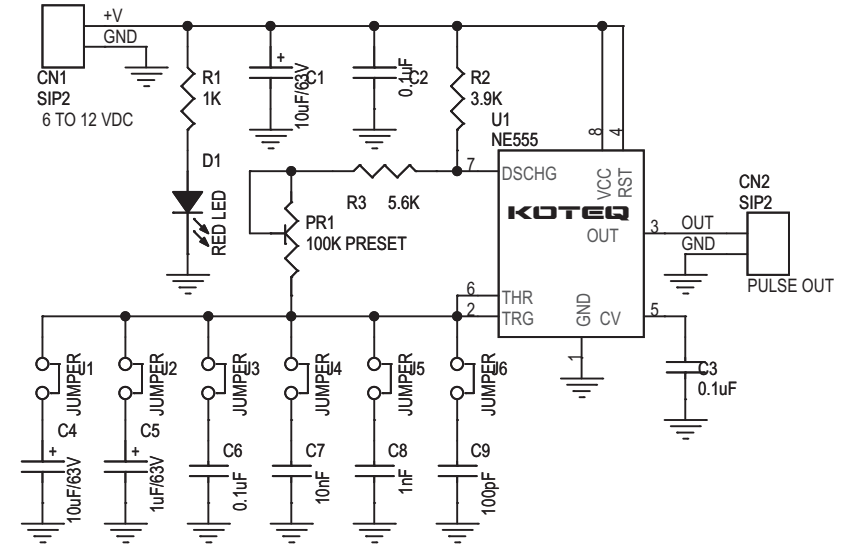 +V
GND
CN1
SIP2
6 TO 12 VDC
R1
1K
+
C1
10uF/63V
C2
0.1uF
R2
3.9K
U1
NE555
D1
RED LED
R3 5.6K
PR1
100K PRESET
7
DSCHG
8
4
VCC
RST
KOTEQ
3
OUT
OUT
GND
CN2
SIP2
PULSE OUT
6
THR
2
TRG
GND
CV
5
1
C3
0.1uF
J1
JUMPER
J2
JUMPER
J3
JUMPER
J4
JUMPER
J5
JUMPER
J6
JUMPER
C4
+
10uF/63V
C5
+
1uF/63V
C6
0.1uF
C7
10nF
C8
1nF
C9
100pF